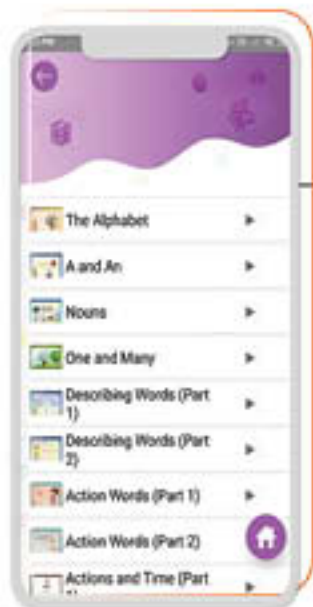 The Alphabet
A and An
Nouns
One and Many
Describing Words (Part
1)
Describing Words (Part
2)
Action Words (Part 1)
Action Words (Part 2)
Actions and Time (Part